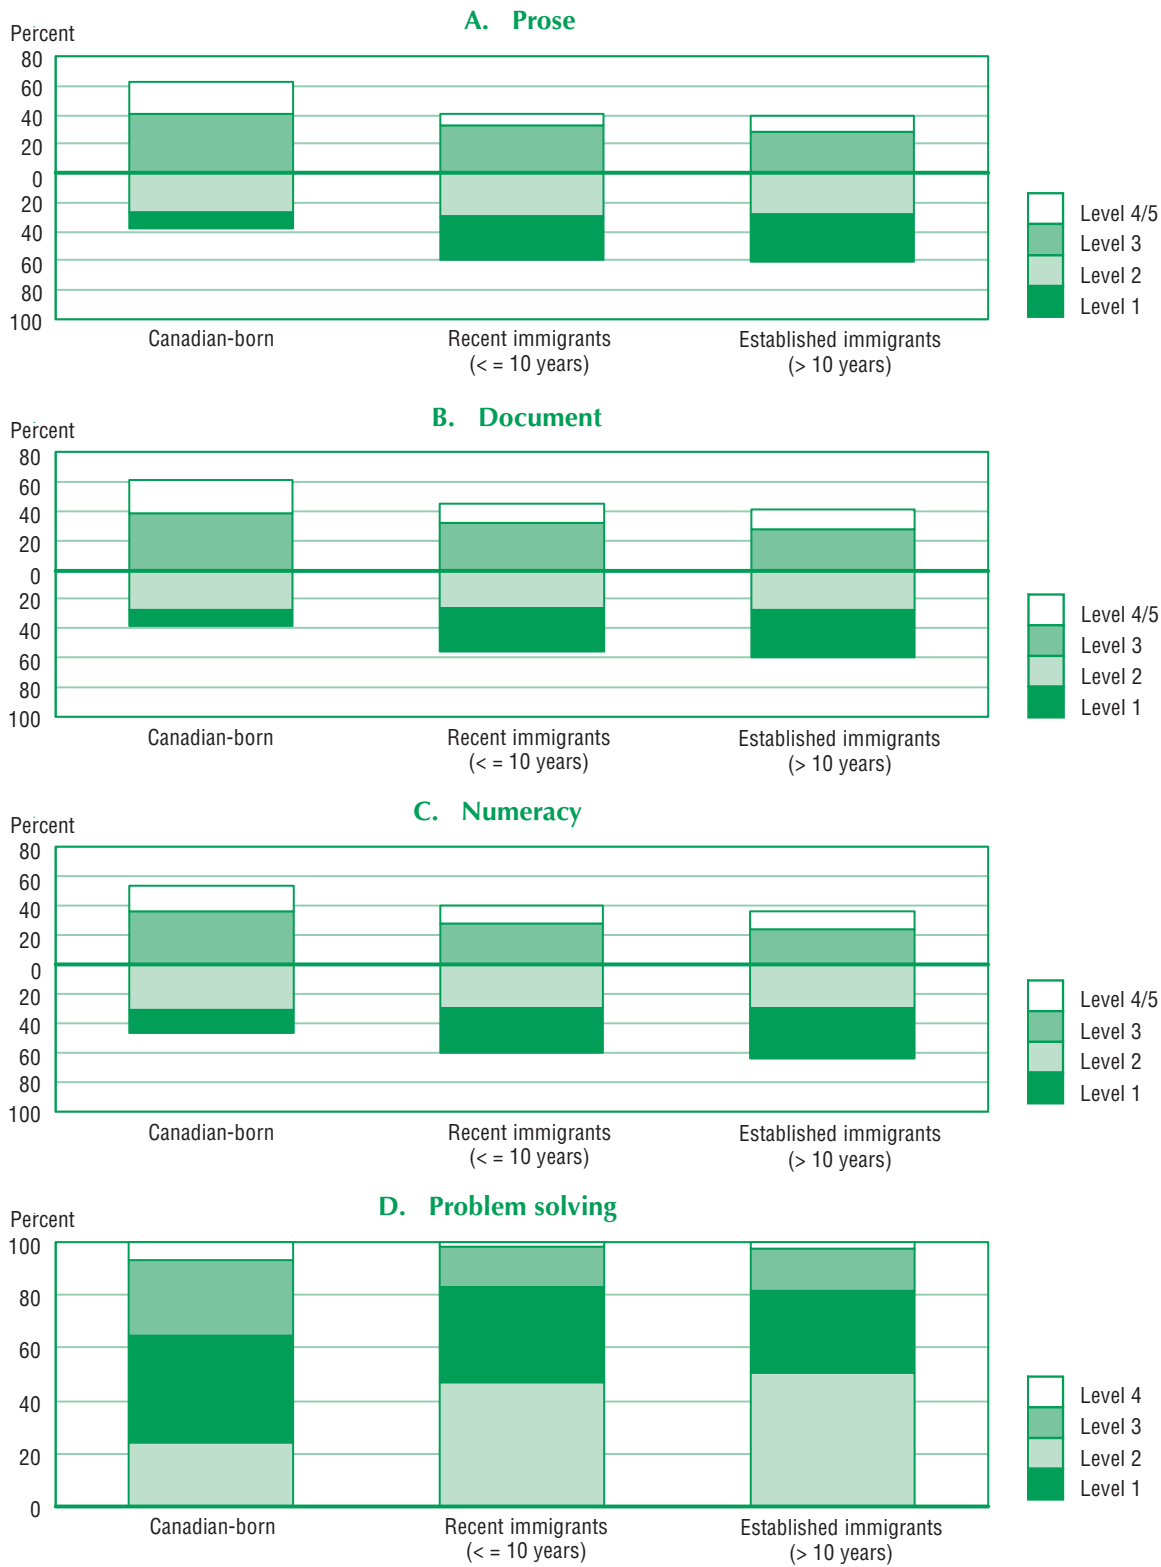 A. Prose
Percent
80
60
40
20
0
20
40
60
80
100
Canadian-born
Recent immigrants
(< = 10 years)
Established immigrants
(> 10 years)
Level 4/5
Level 3
Level 2
Level 1
B. Document
Percent
80
60
40
20
0
20
40
60
80
100
Canadian-born
Recent immigrants
(< = 10 years)
Established immigrants
(> 10 years)
Level 4/5
Level 3
Level 2
Level 1
C. Numeracy
Percent
80
60
40
20
0
20
40
60
80
100
Canadian-born
Recent immigrants
(< = 10 years)
Established immigrants
(> 10 years)
Level 4/5
Level 3
Level 2
Level 1
D. Problem solving
Percent
100
80
60
40
20
0
Canadian-born
Recent immigrants
(< = 10 years)
Established immigrants
(> 10 years)
Level 4
Level 3
Level 2
Level 1